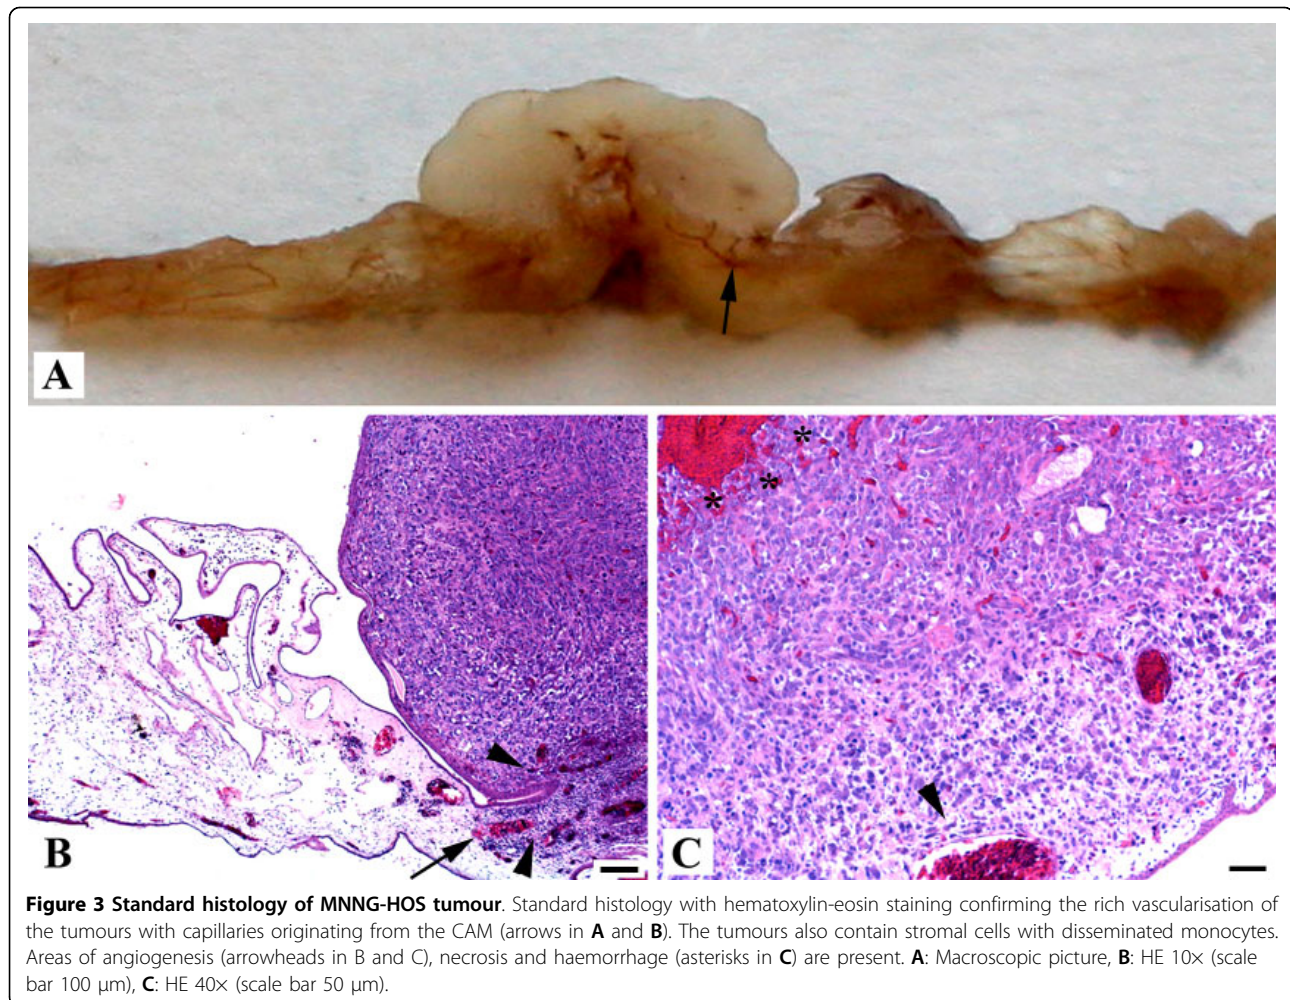 A
B
C
*
*
*
Figure 3 Standard histology of MNNG-HOS tumour. Standard histology with hematoxylin-eosin staining confirming the rich vascularisation of
the tumours with capillaries originating from the CAM (arrows in A and B). The tumours also contain stromal cells with disseminated monocytes.
Areas of angiogenesis (arrowheads in B and C), necrosis and haemorrhage (asterisks in C) are present. A: Macroscopic picture, B: HE 10× (scale
bar 100 μm), C: HE 40× (scale bar 50 μm).